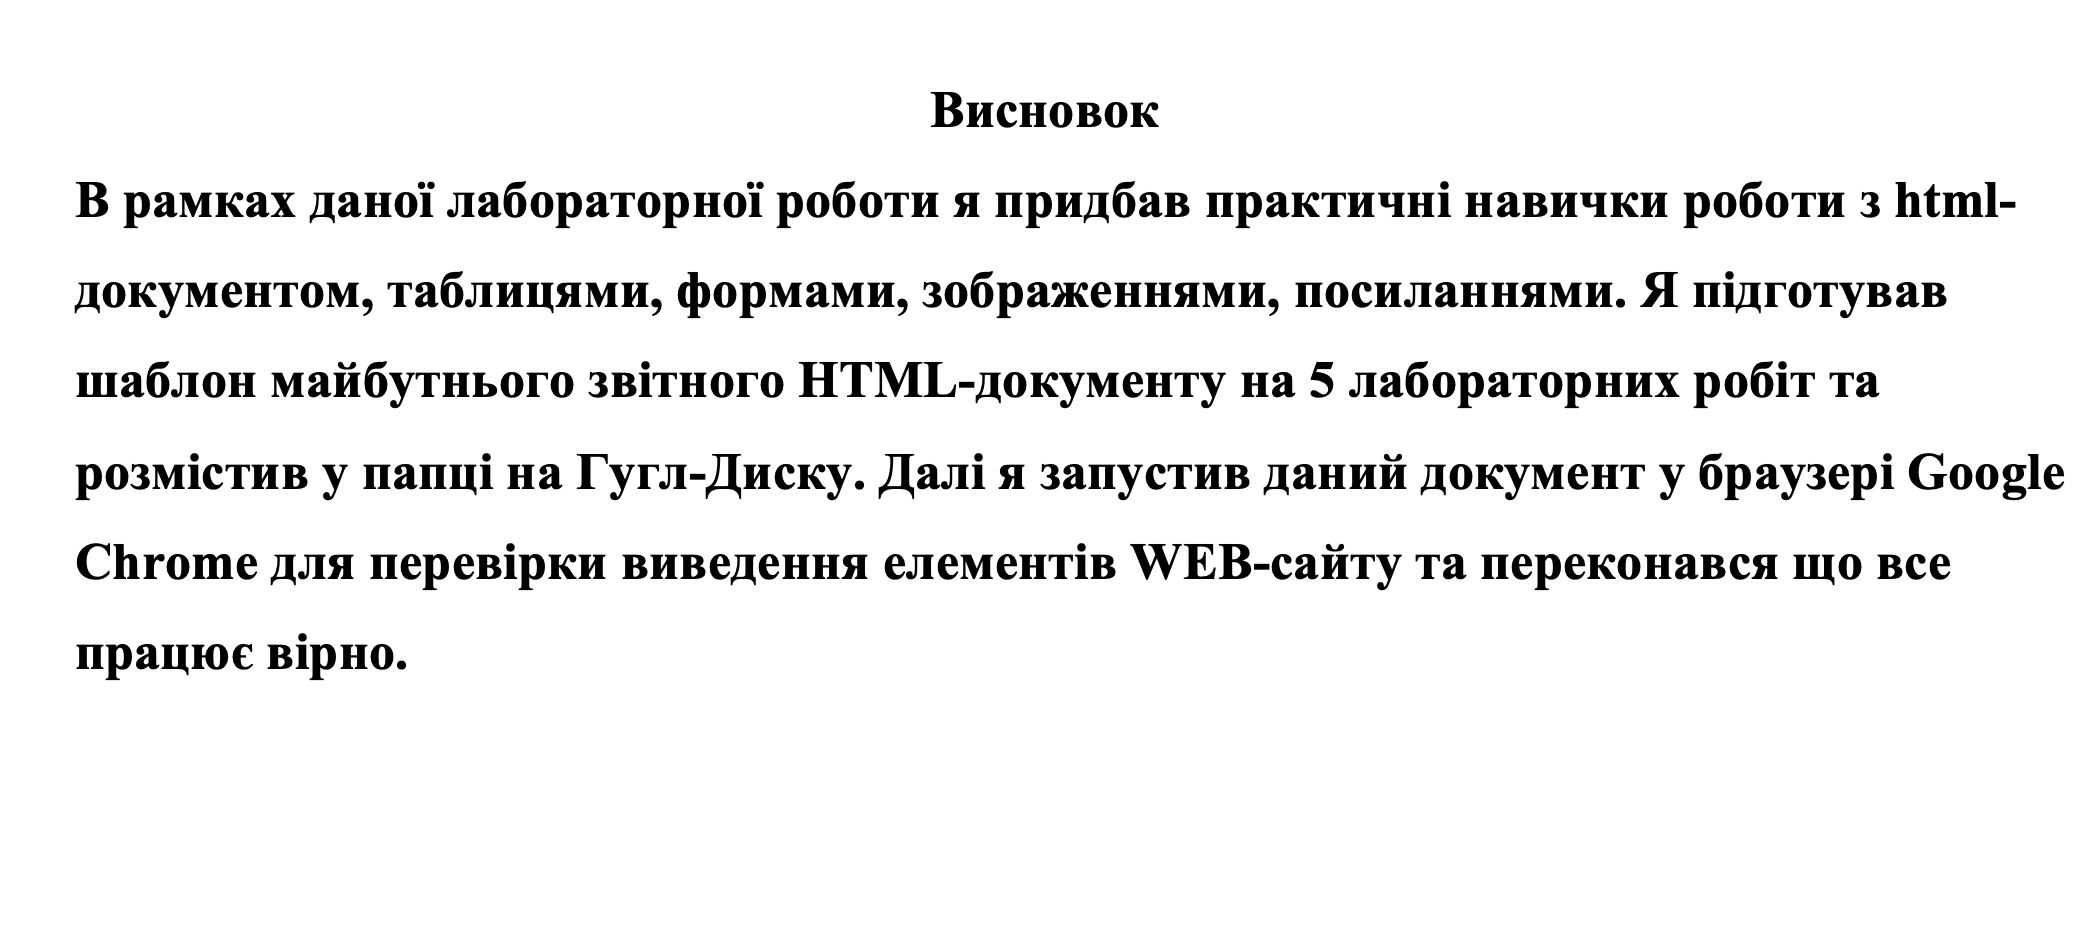 Висновок
В рамках даної лабораторної роботи я придбав практичні навички роботи з html-
документом, таблицями, формами, зображеннями, посиланнями. Я підготував
шаблон майбутнього звітного HTML-документу на 5 лабораторних робіт та
розмістив у папці на Гугл-Диску. Далі я запустив даний документ у браузері Google
Chrome для перевірки виведення елементів WEB-сайту та переконався що все
працює вірно.